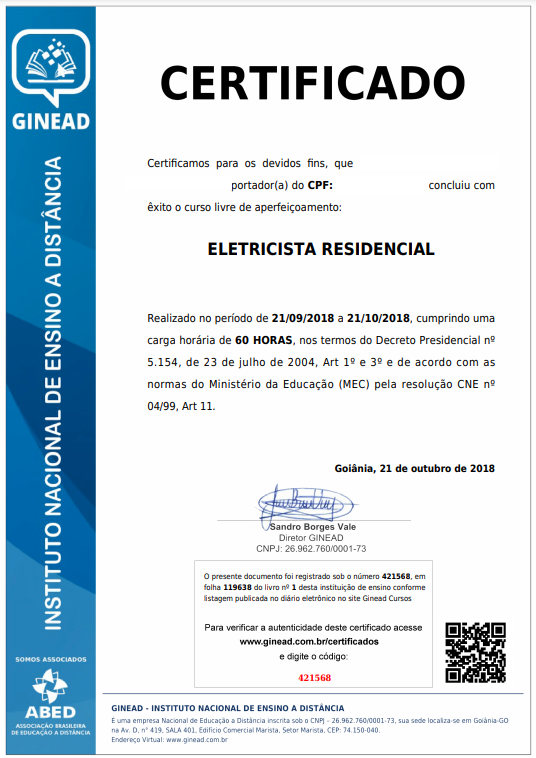 GINEAD
INSTITUTO NACIONAL DE ENSINO A DISTÂNCIA
SOMOS ASSOCIADOS
ABED
ASSOCIAÇÃO BRASILEIRA
DE EDUCAÇÃO A DISTÂNCIA
CERTIFICADO
Certificamos para os devidos fins, que
portador(a) do CPF: concluiu com
êxito o curso livre de aperfeiçoamento:
ELETRICISTA RESIDENCIAL
Realizado no período de 21/09/2018 a 21/10/2018, cumprindo uma
carga horária de 60 HORAS, nos termos do Decreto Presidencial nº
5.154, de 23 de julho de 2004, Art 1º e 3º e de acordo com as
normas do Ministério da Educação (MEC) pela resolução CNE nº
04/99, Art 11.
Goiânia, 21 de outubro de 2018
Sandro Borges Vale
Diretor GINEAD
CNPJ: 26.962.760/0001-73
O presente documento foi registrado sob o número 421568, em
folha 119638 do livro nº 1 desta instituição de ensino conforme
listagem publicada no diário eletrônico no site Ginead Cursos
Para verificar a autenticidade deste certificado acesse
www.ginead.com.br/certificados
e digite o código:
421568
GINEAD - INSTITUTO NACIONAL DE ENSINO A DISTÂNCIA
É uma empresa Nacional de Educação a Distância inscrita sob o CNPJ - 26.962.760/0001-73, sua sede localiza-se em Goiânia-GO
na Av. D, n° 419, SALA 401, Edifício Comercial Marista, Setor Marista, CEP: 74.150-040.
Endereço Virtual: www.ginead.com.br